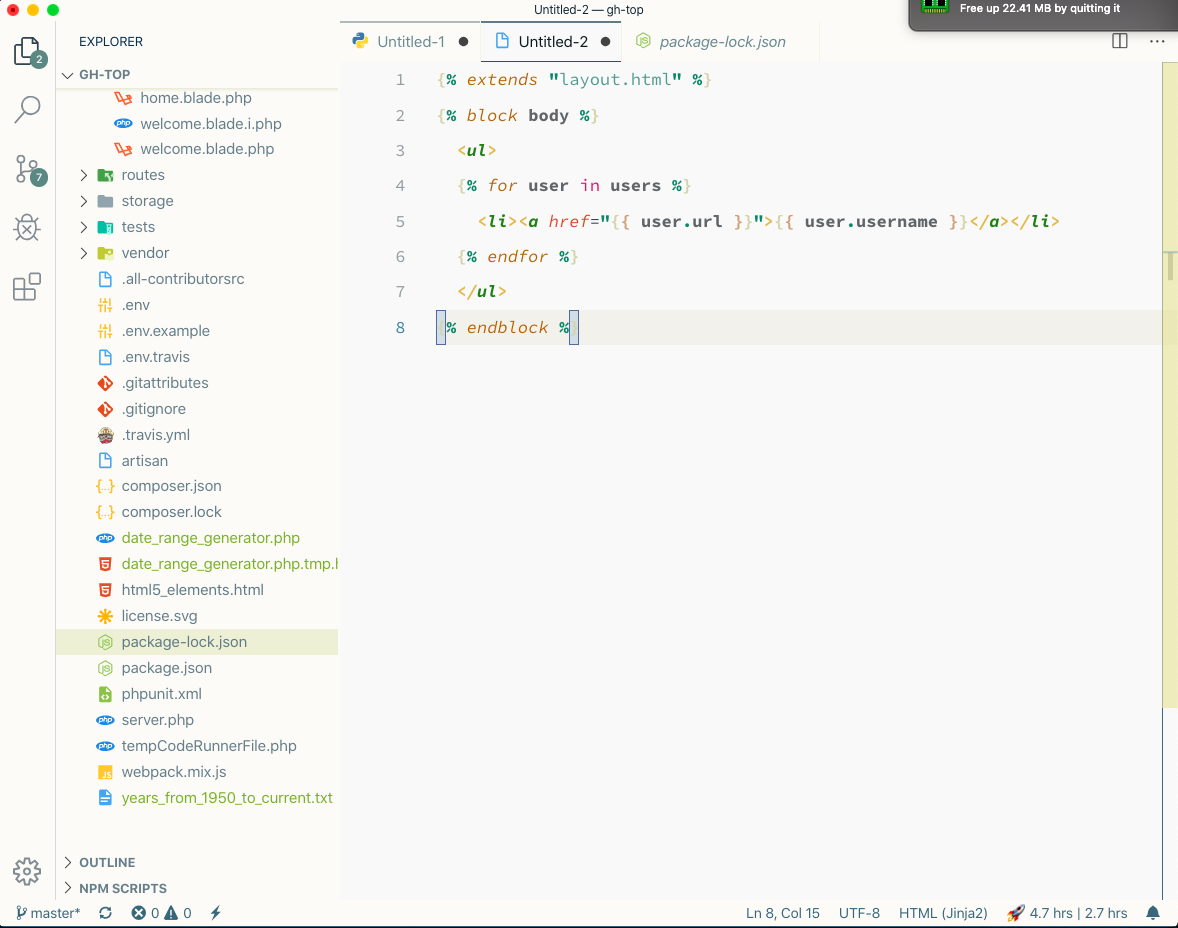 Untitled-2 — gh-top
Free up 22.41 MB by quitting it
EXPLORER
Untitled-1
Untitled-2
package-lock.json
2
7
GH-TOP
home.blade.php
welcome.blade.i.php
welcome.blade.php
routes
storage
tests
vendor
.all-contributorsrc
.env
.env.example
.env.travis
.gitattributes
.gitignore
.travis.yml
artisan
composer.json
composer.lock
date_range_generator.php
date_range_generator.php.tmp.h
html5_elements.html
license.svg
package-lock.json
package.json
phpunit.xml
server.php
tempCodeRunnerFile.php
webpack.mix.js
years_from_1950_to_current.txt
OUTLINE
NPM SCRIPTS
1 {% extends "layout.html" %}
2 {% block body %}
3 <ul>
4 {% for user in users %}
5 <li><a href="{{ user.url }}">{{ user.username }}</a></li>
6 {% endfor %}
7 </ul>
8 {% endblock %}
master* 0 0 Ln 8, Col 15 UTF-8 HTML (Jinja2) 🚀 4.7 hrs | 2.7 hrs